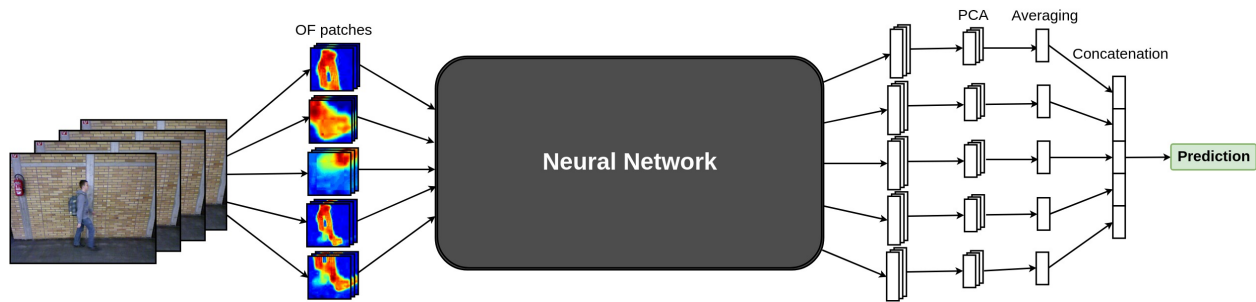 OF patches
Neural Network
PCA
Averaging
Concatenation
Prediction